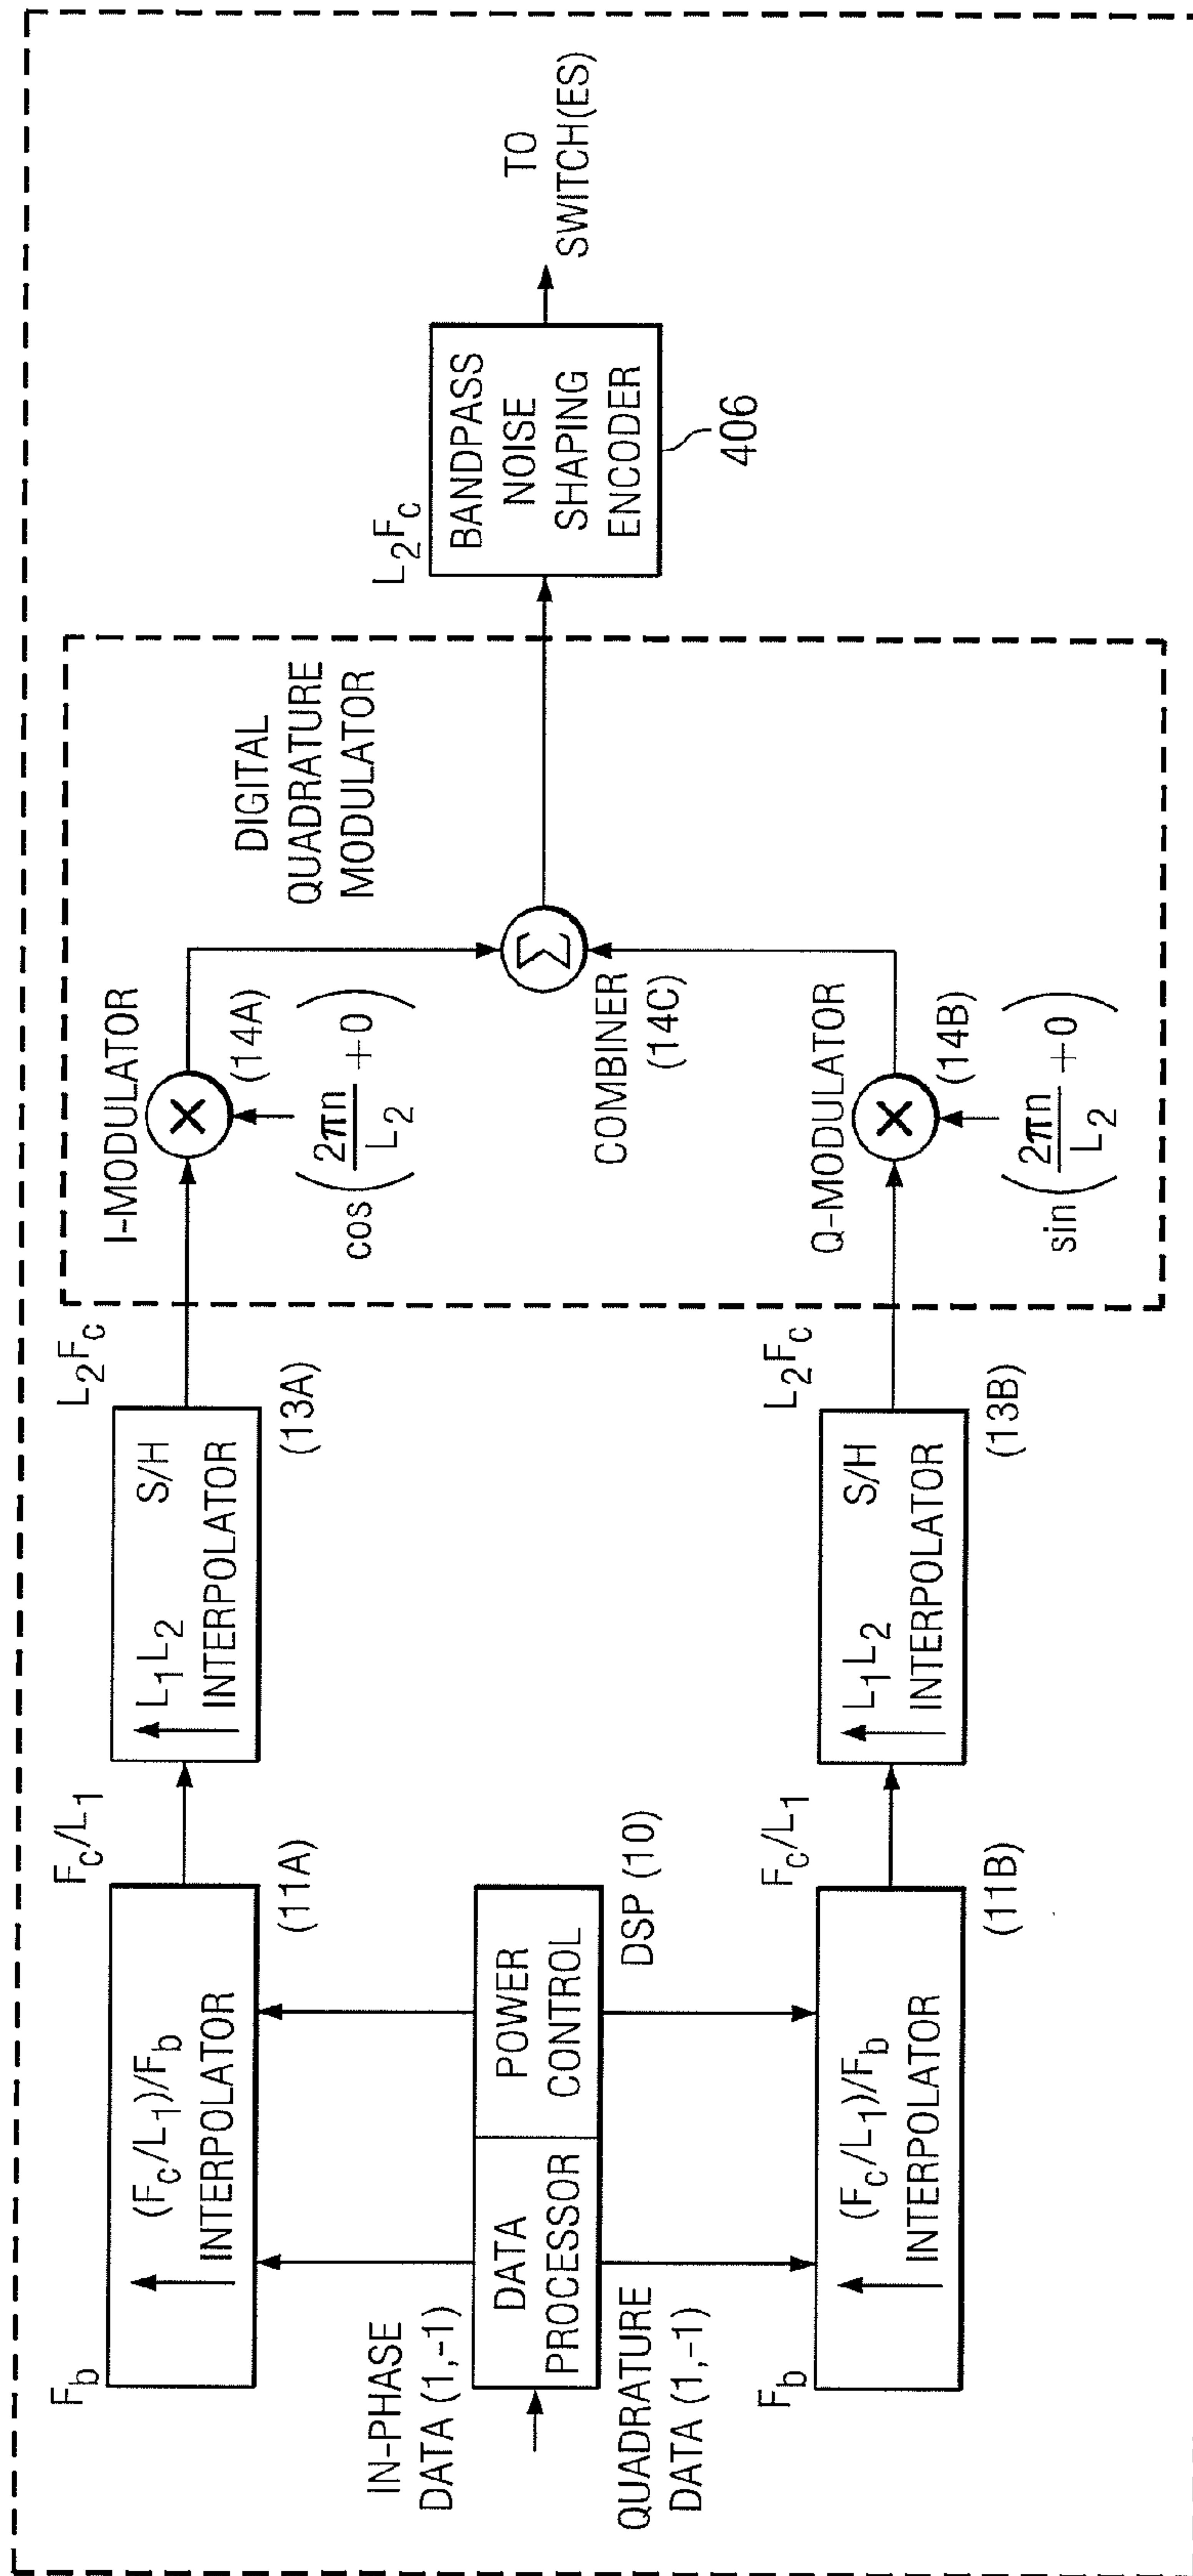 F_b
(F_c/L_1)/F_b
INTERPOLATOR
(11A)
F_c/L_1
L_1L_2 S/H
INTERPOLATOR
(13A)
L_2F_c
I-MODULATOR
(14A)
cos(2πn/L_2 +0)
DIGITAL
QUADRATURE
MODULATOR
IN-PHASE
DATA (1,-1)
DATA
PROCESSOR
POWER
CONTROL
DSP (10)
QUADRATURE
DATA (1,-1)
Σ
COMBINER
(14C)
L_2F_c
BANDPASS
NOISE
SHAPING
ENCODER
406
TO
SWITCH(ES)
F_b
(F_c/L_1)/F_b
INTERPOLATOR
(11B)
F_c/L_1
L_1L_2 S/H
INTERPOLATOR
(13B)
L_2F_c
Q-MODULATOR
(14B)
sin(2πn/L_2 +0)